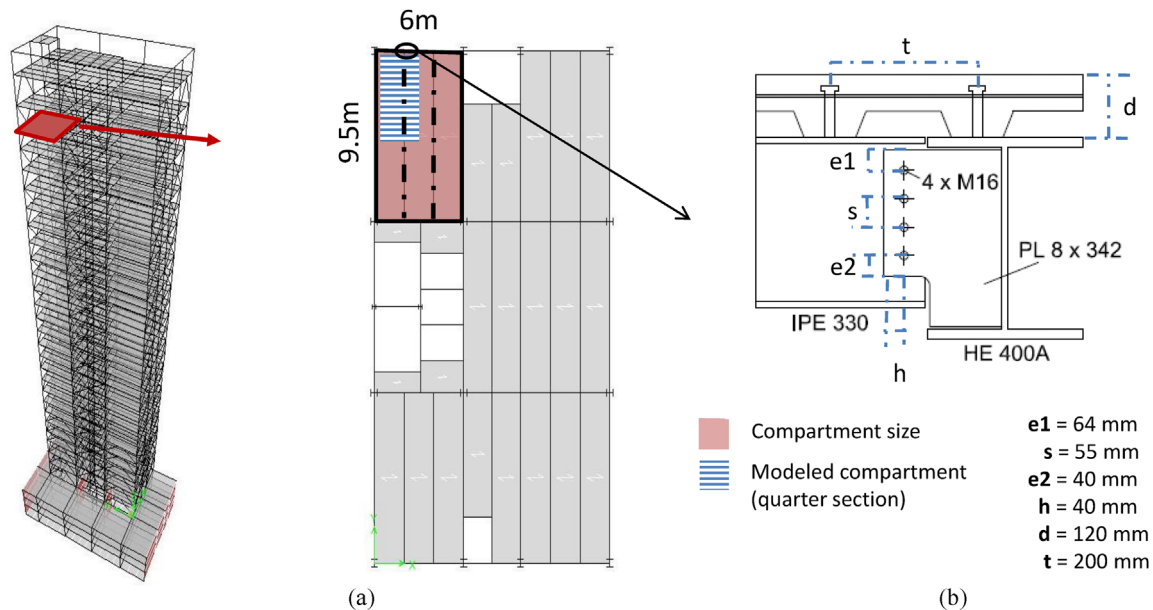 6m
9.5m
t
d
e1
4 x M16
s
e2
PL 8 x 342
IPE 330
HE 400A
h
Compartment size
Modeled compartment
(quarter section)
e1 = 64 mm
s = 55 mm
e2 = 40 mm
h = 40 mm
d = 120 mm
t = 200 mm
Y
X
(a)
(b)